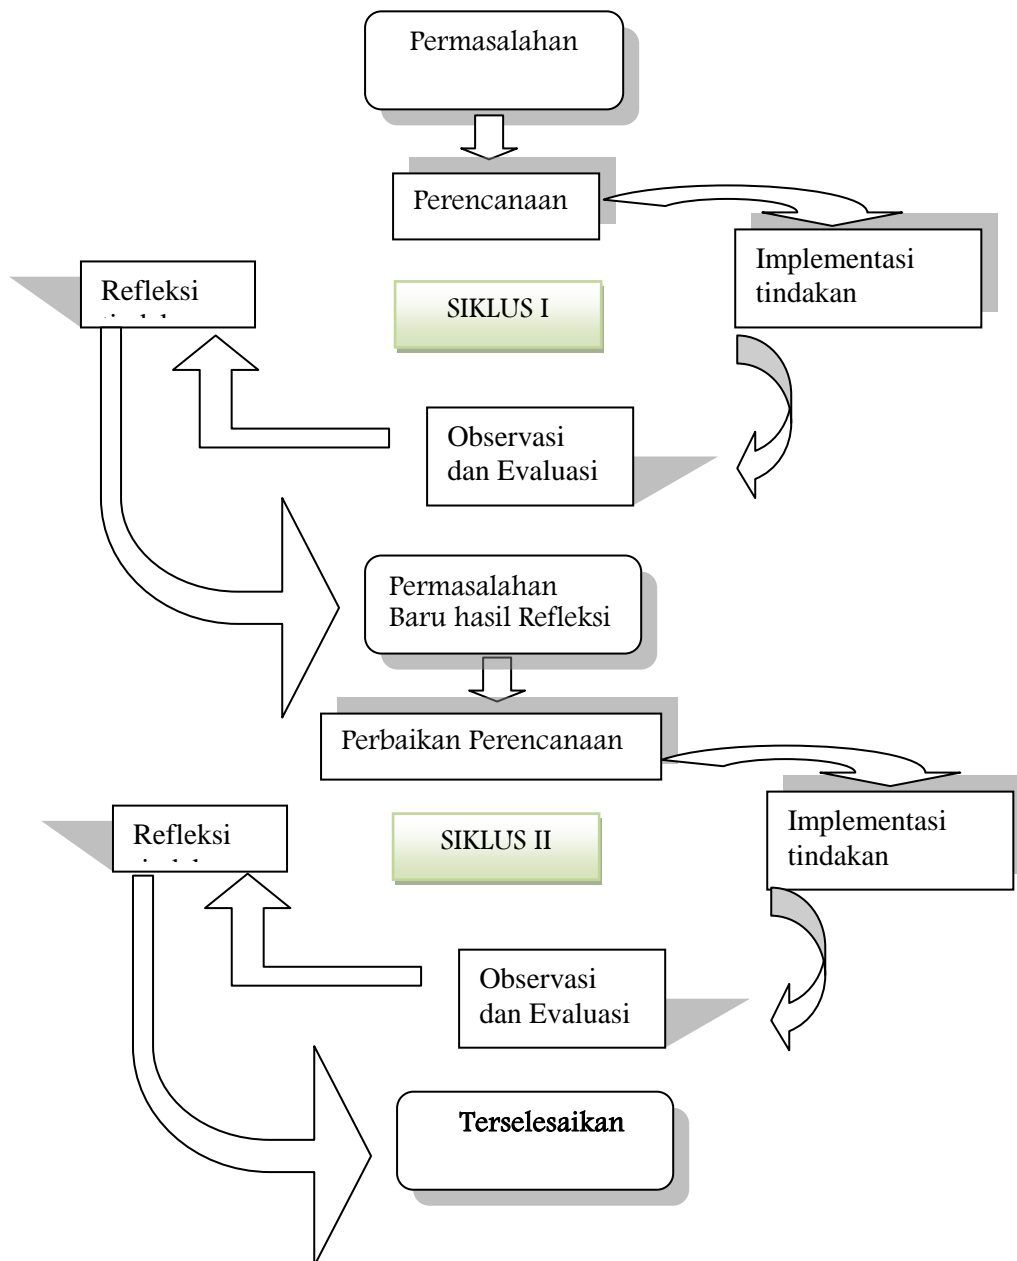 Permasalahan
Perencanaan
Implementasi
tindakan
Refleksi
SIKLUS I
Observasi
dan Evaluasi
Permasalahan
Baru hasil Refleksi
Perbaikan Perencanaan
Refleksi
SIKLUS II
Implementasi
tindakan
Observasi
dan Evaluasi
Terselesaikan